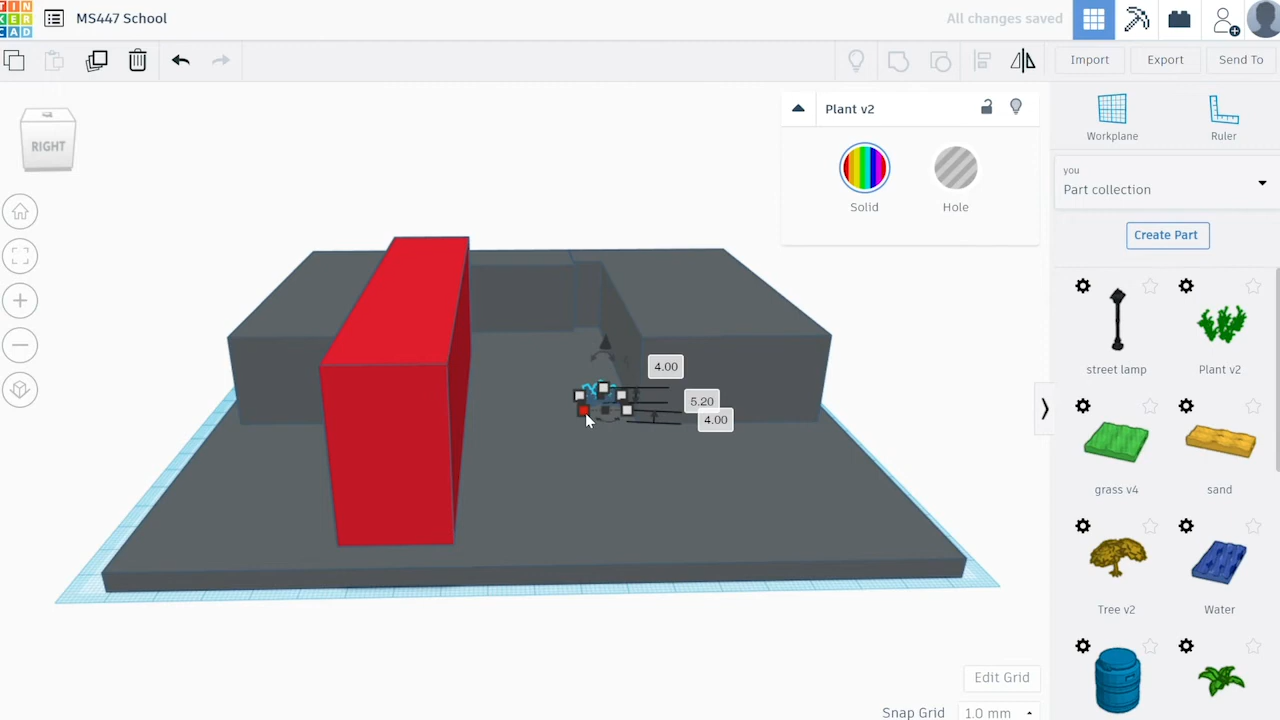 TIN
KER
CAD
MS447 School
All changes saved
Import
Export
Send To
RIGHT
Plant v2
Solid
Hole
Workplane
Ruler
you
Part collection
Create Part
street lamp
Plant v2
grass v4
sand
Tree v2
Water
4.00
5.20
4.00
Edit Grid
Snap Grid
1.0 mm